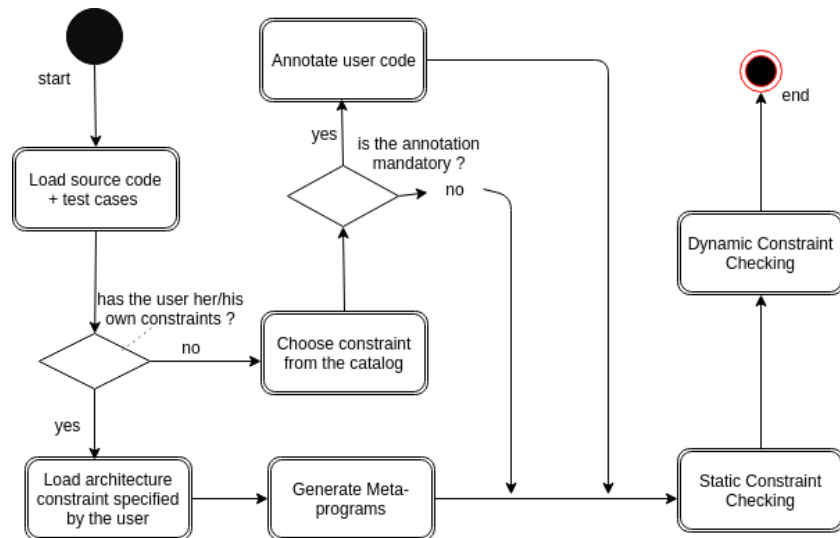 start
Load source code
+ test cases
has the user her/his
own constraints ?
no
yes
Load architecture
constraint specified
by the user
Generate Meta-
programs
Choose constraint
from the catalog
is the annotation
mandatory ?
yes
no
Annotate user code
Static Constraint
Checking
Dynamic Constraint
Checking
end